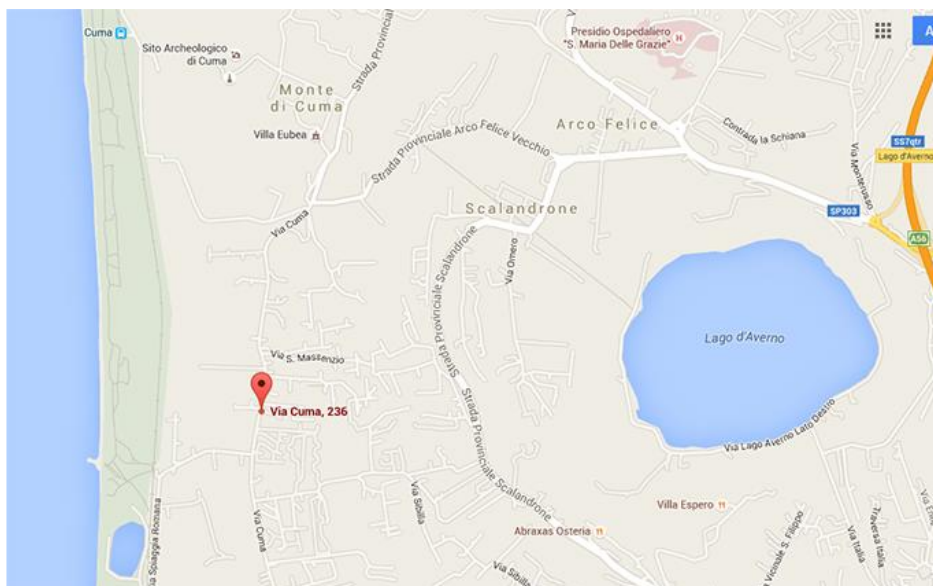 Cuma
Sito Archeologico
di Cuma
Strada Provinciale
Presidio Ospedaliero
"S. Maria Delle Grazie"
H
A
Monte
di Cuma
Villa Eubea
Strada Provinciale Arco Felice Vecchio
Arco Felice
Contrada la Schiana
Via Monterusso
SS7qtr
Lago d'Averno
Via Cuma
Scalandrone
SP303
A56
Strada Provinciale Scalandrone
Via Omero
Lago d'Averno
Via S. Massenzio
Via Cuma, 236
Strada Provinciale Scalandrone
Via Lago Averno Lato Destro
Via Spiaggia Romana
Via Cuma
Via Sibilla
Villa Espero
Abraxas Osteria
Via Sibilla
Vicinale S. Filippo
Via Italia
Traversa Italia